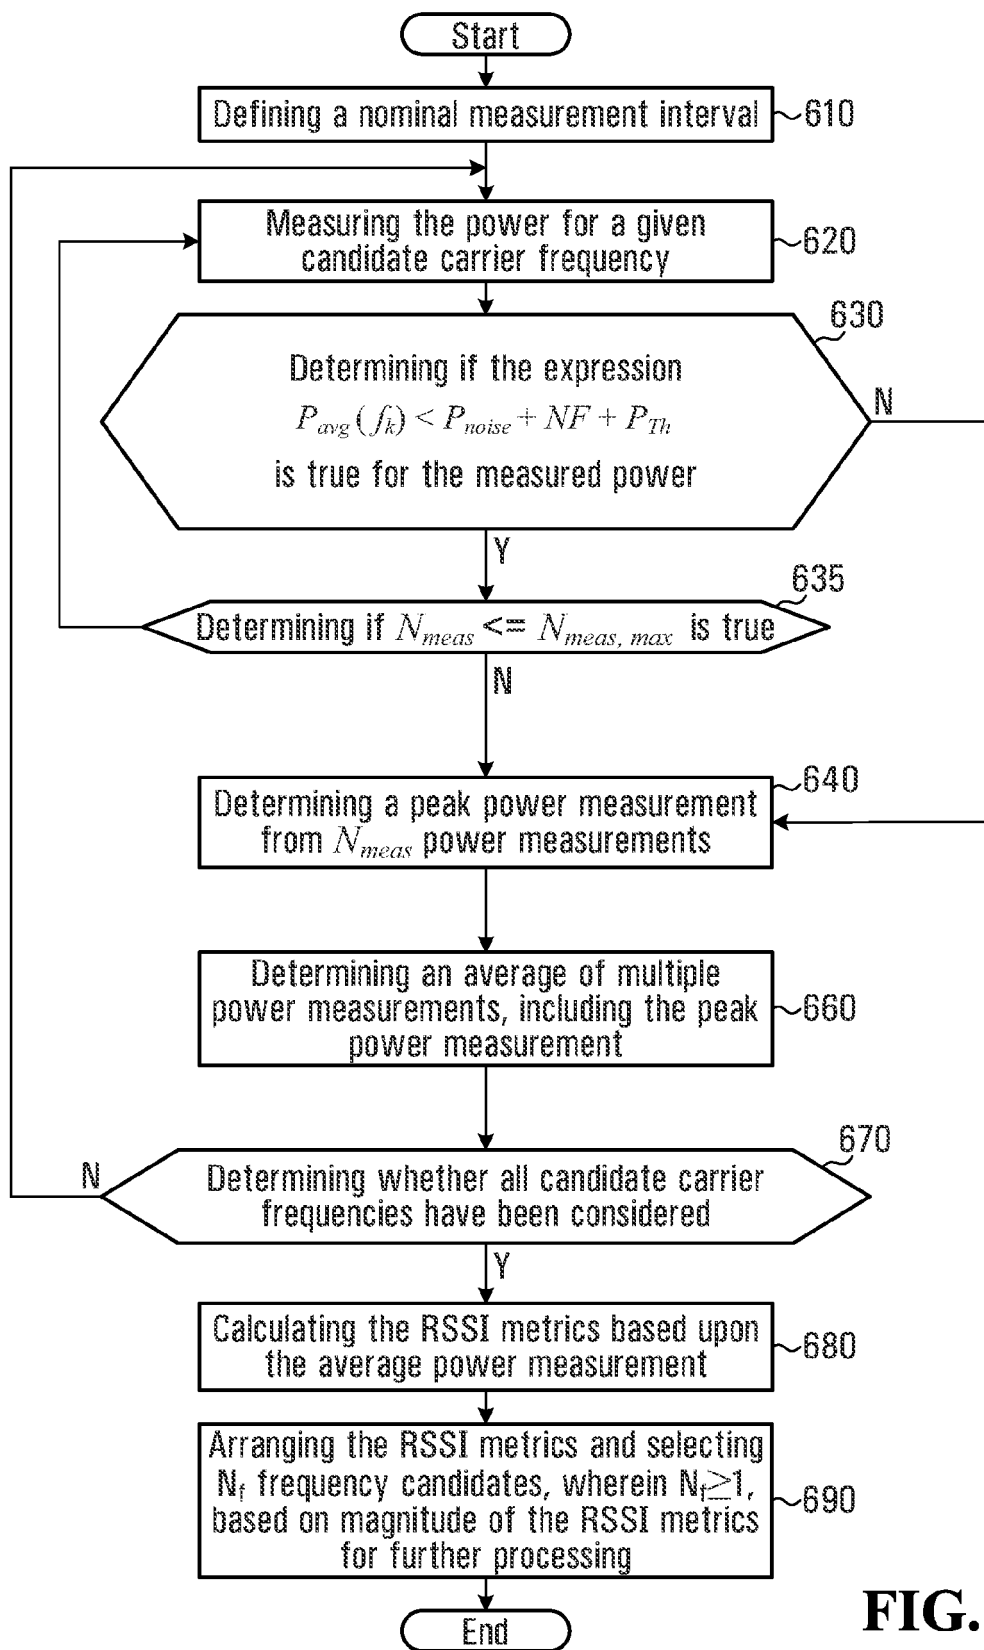 Start
Defining a nominal measurement interval
610
Measuring the power for a given
candidate carrier frequency
620
630
Determining if the expression
P_avg (f_k) < P_noise + NF + P_Th
is true for the measured power
N
Y
635
Determining if N_meas <= N_meas, max is true
N
640
Determining a peak power measurement
from N_meas power measurements
Determining an average of multiple
power measurements, including the peak
power measurement
660
670
N
Determining whether all candidate carrier
frequencies have been considered
Y
Calculating the RSSI metrics based upon
the average power measurement
680
Arranging the RSSI metrics and selecting
N_f frequency candidates, wherein N_f≥1,
based on magnitude of the RSSI metrics
for further processing
690
End
FIG.